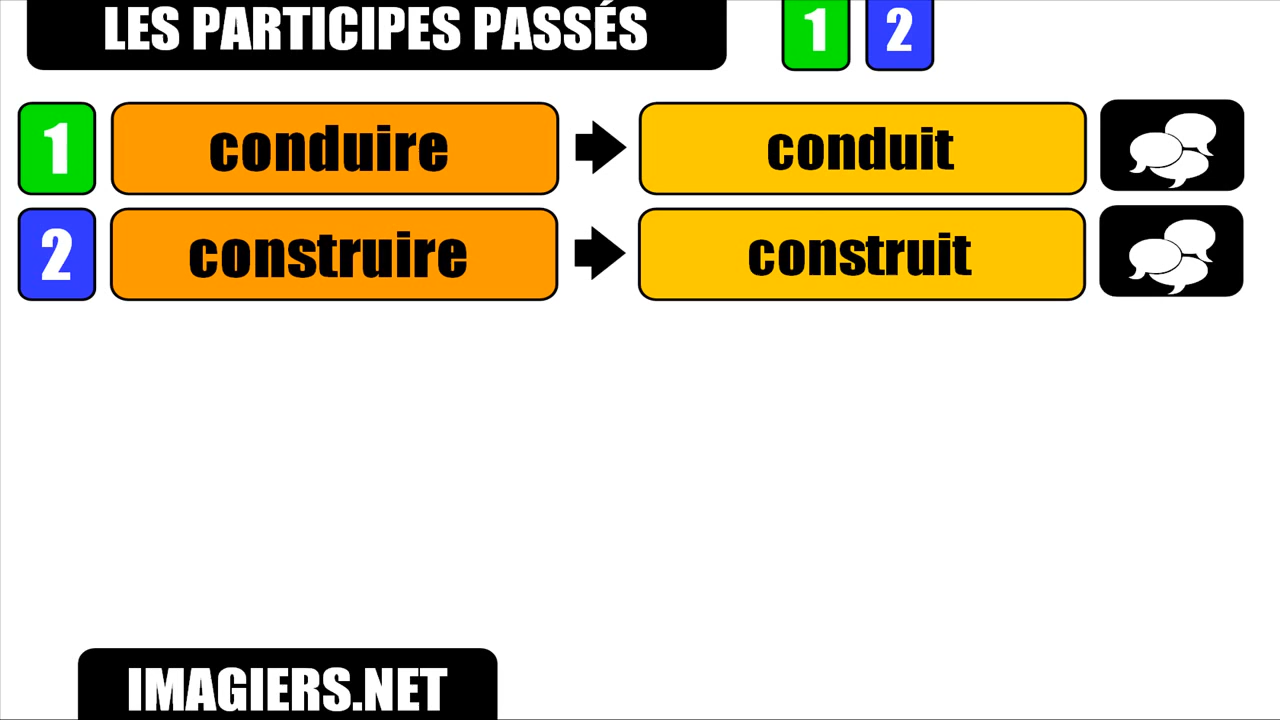 LES PARTICIPES PASSÉS 1 2
1 conduire conduit
2 construire construit
IMAGIERS.NET